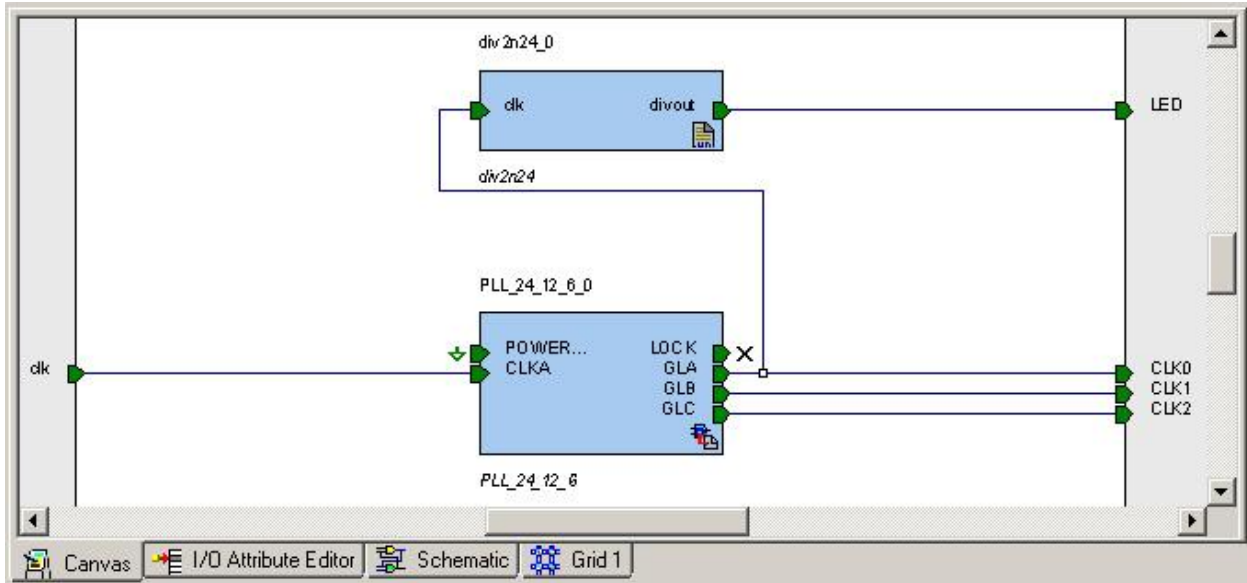 div2n24_0
clk divout
LED
div2n24
PLL_24_12_6_0
POWER... LOCK
clk CLKA GLA CLK0
GLB CLK1
GLC CLK2
PLL_24_12_6
Canvas I/O Attribute Editor Schematic Grid 1